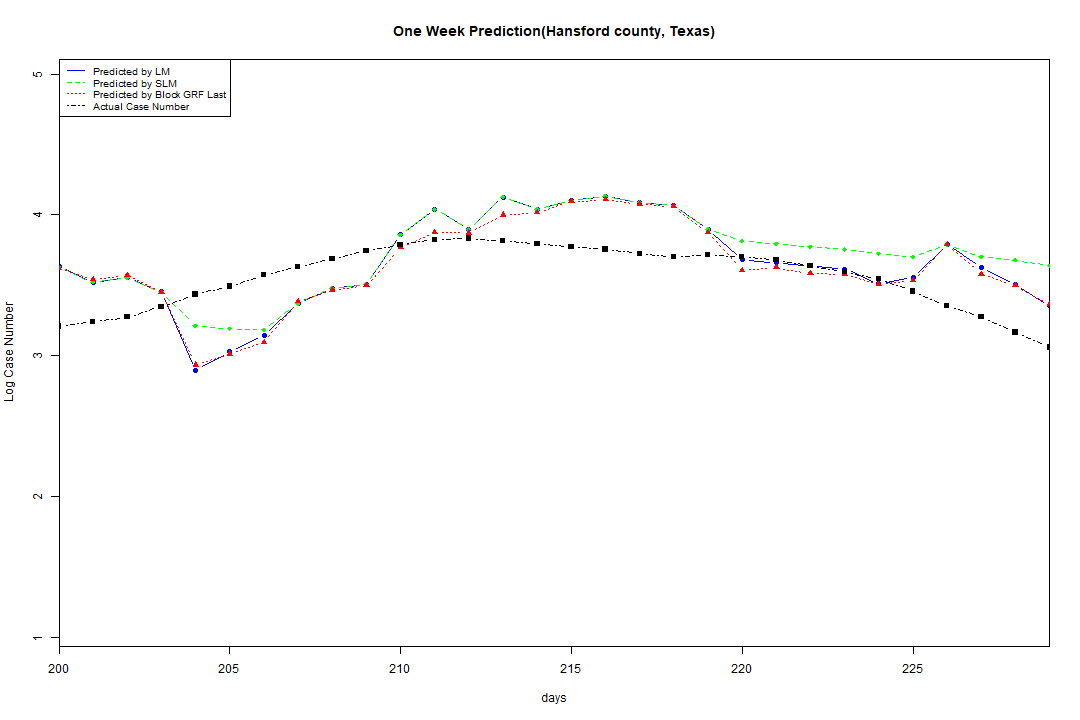 One Week Prediction(Hansford county, Texas)
Predicted by LM
Predicted by SLM
Predicted by Block GRF Last
Actual Case Number
5
4
3
2
1
Log Case Number
200 205 210 215 220 225
days